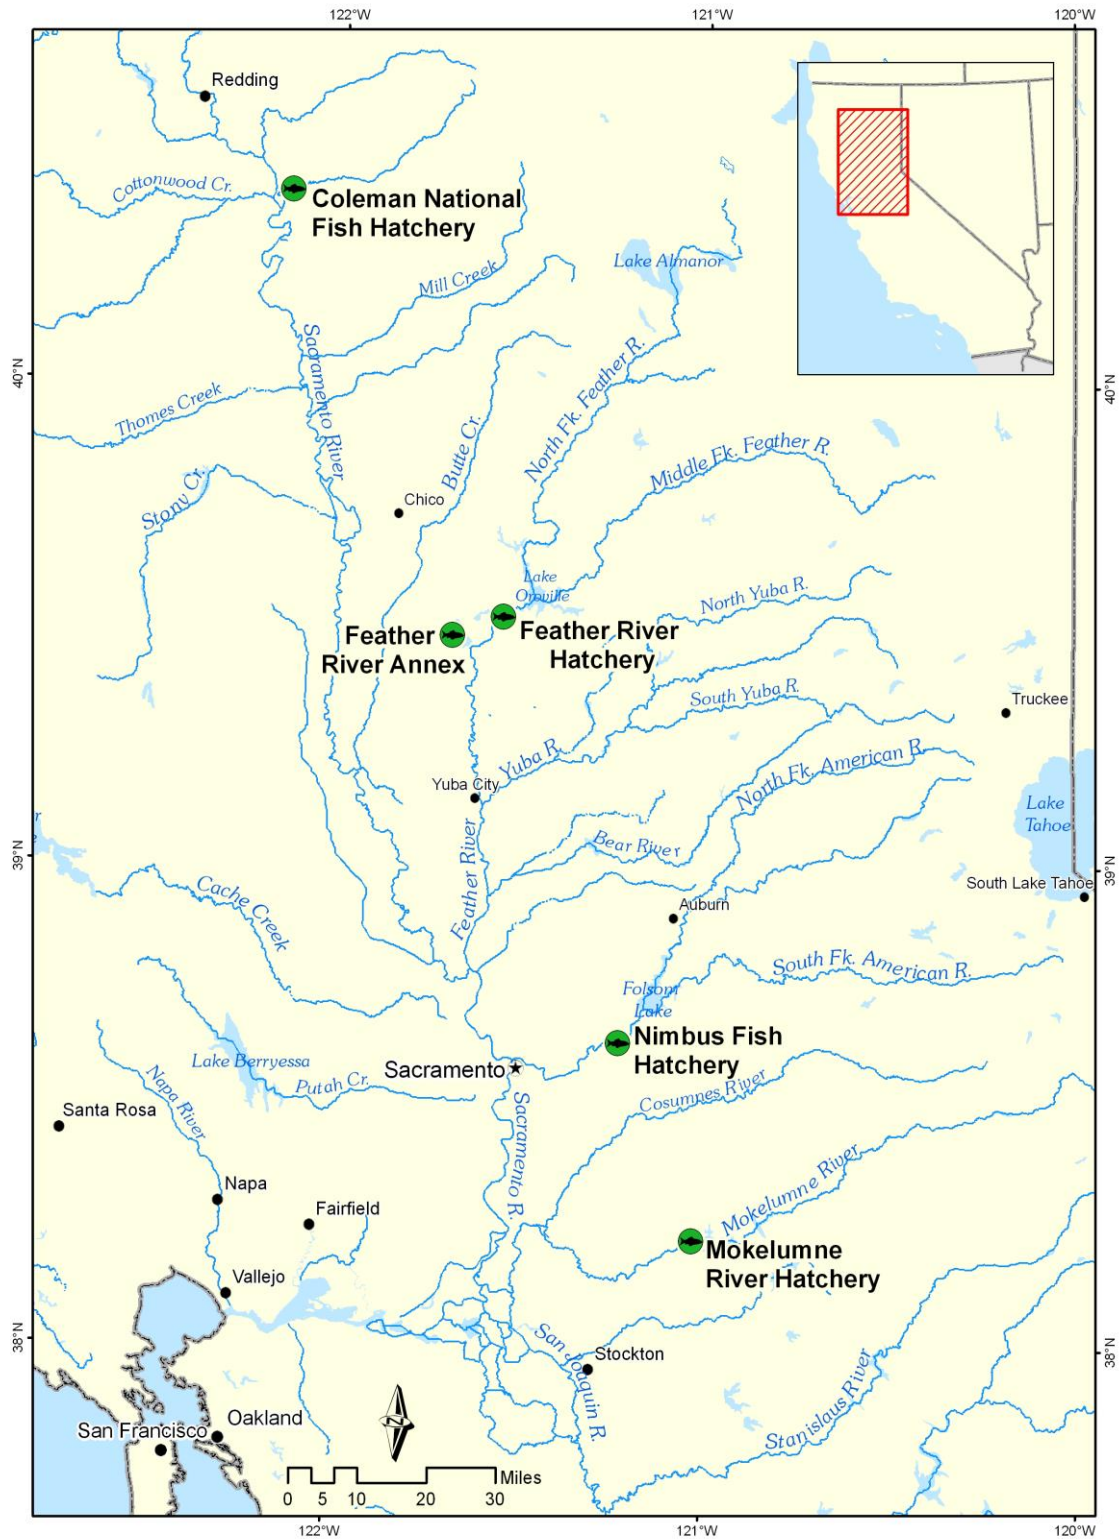 122°W
121°W
120°W
Redding
Cottonwood Cr.
Coleman National
Fish Hatchery
Mill Creek
Lake Almanor
Sacramento River
40°N
40°N
Thomes Creek
North Fk. Feather R.
Butte Cr.
Middle Fk. Feather R.
Stony Cr.
Chico
Lake
Oroville
North Yuba R.
Feather
River Annex
Feather River
Hatchery
South Yuba R.
Truckee
Yuba R.
North Fk. American R.
Yuba City
Lake
Tahoe
Feather River
Bear River
39°N
39°N
South Lake Tahoe
Cache Creek
Auburn
South Fk. American R.
Folsom
Lake
Nimbus Fish
Hatchery
Lake Berryessa
Sacramento
Putah Cr.
Napa River
Cosumnes River
Santa Rosa
Sacramento R.
Napa
Mokelumne River
Fairfield
Mokelumne
River Hatchery
Vallejo
38°N
38°N
San Joaquin R.
Stockton
Stanislaus River
San Francisco
Oakland
N
Miles
0 5 10 20 30
122°W
121°W
120°W